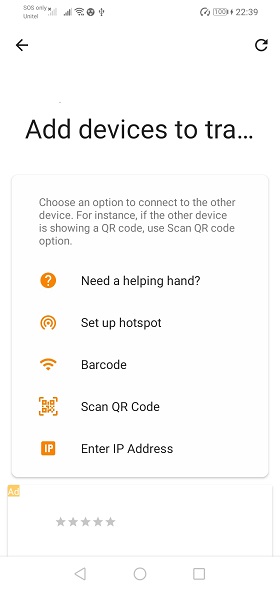 SOS only
Unitel
100
22:39
Add devices to tra...
Choose an option to connect to the other
device. For instance, if the other device
is showing a QR code, use Scan QR code
option.
Need a helping hand?
Set up hotspot
Barcode
Scan QR Code
IP
Enter IP Address
Ad